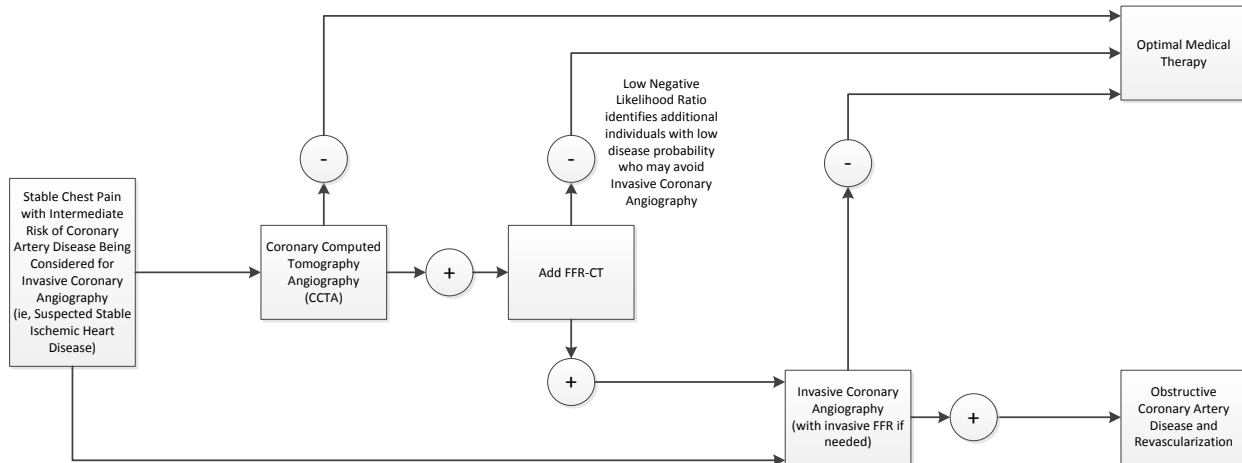 Stable Chest Pain
with Intermediate
Risk of Coronary
Artery Disease Being
Considered for
Invasive Coronary
Angiography
(ie, Suspected Stable
Ischemic Heart
Disease)
-
Coronary Computed
Tomography
Angiography
(CCTA)
+
Add FFR-CT
-
Low Negative
Likelihood Ratio
identifies additional
individuals with low
disease probability
who may avoid
Invasive Coronary
Angiography
+
-
Invasive Coronary
Angiography
(with invasive FFR if
needed)
+
Optimal Medical
Therapy
Obstructive
Coronary Artery
Disease and
Revascularization